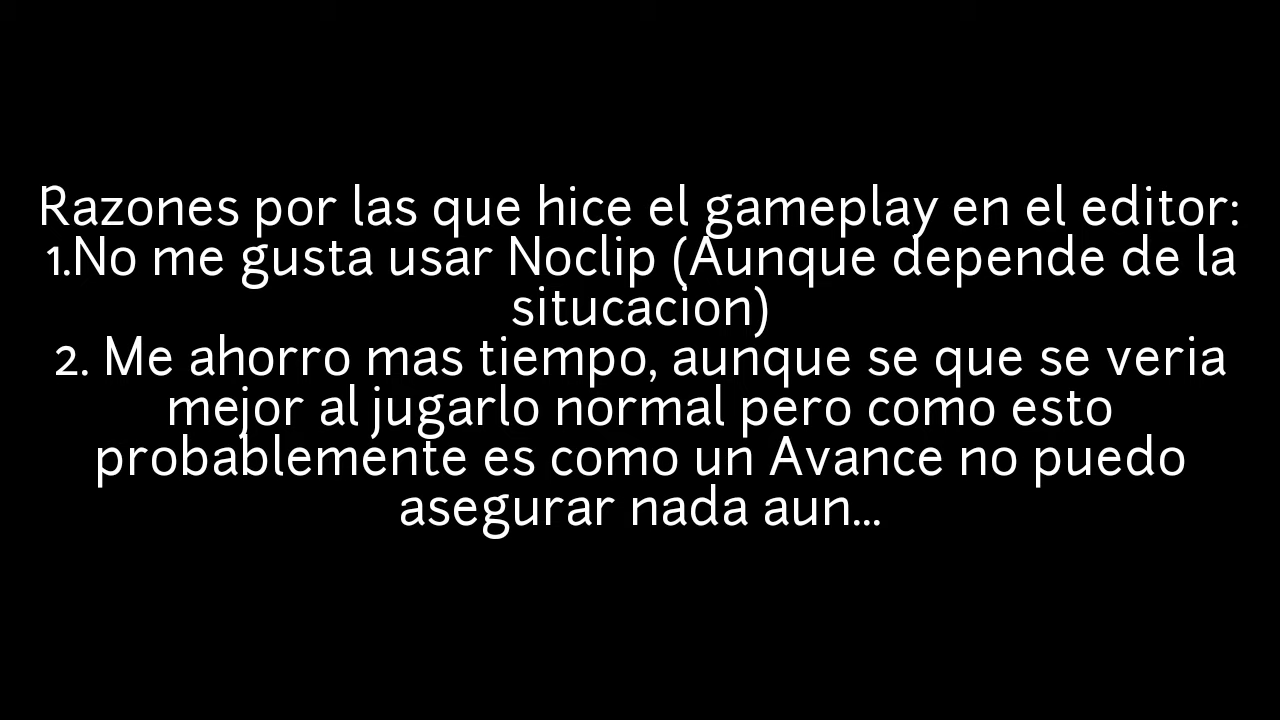 Razones por las que hice el gameplay en el editor:
1.No me gusta usar Noclip (Aunque depende de la
situcacion)
2. Me ahorro mas tiempo, aunque se que se veria
mejor al jugarlo normal pero como esto
probablemente es como un Avance no puedo
asegurar nada aun...